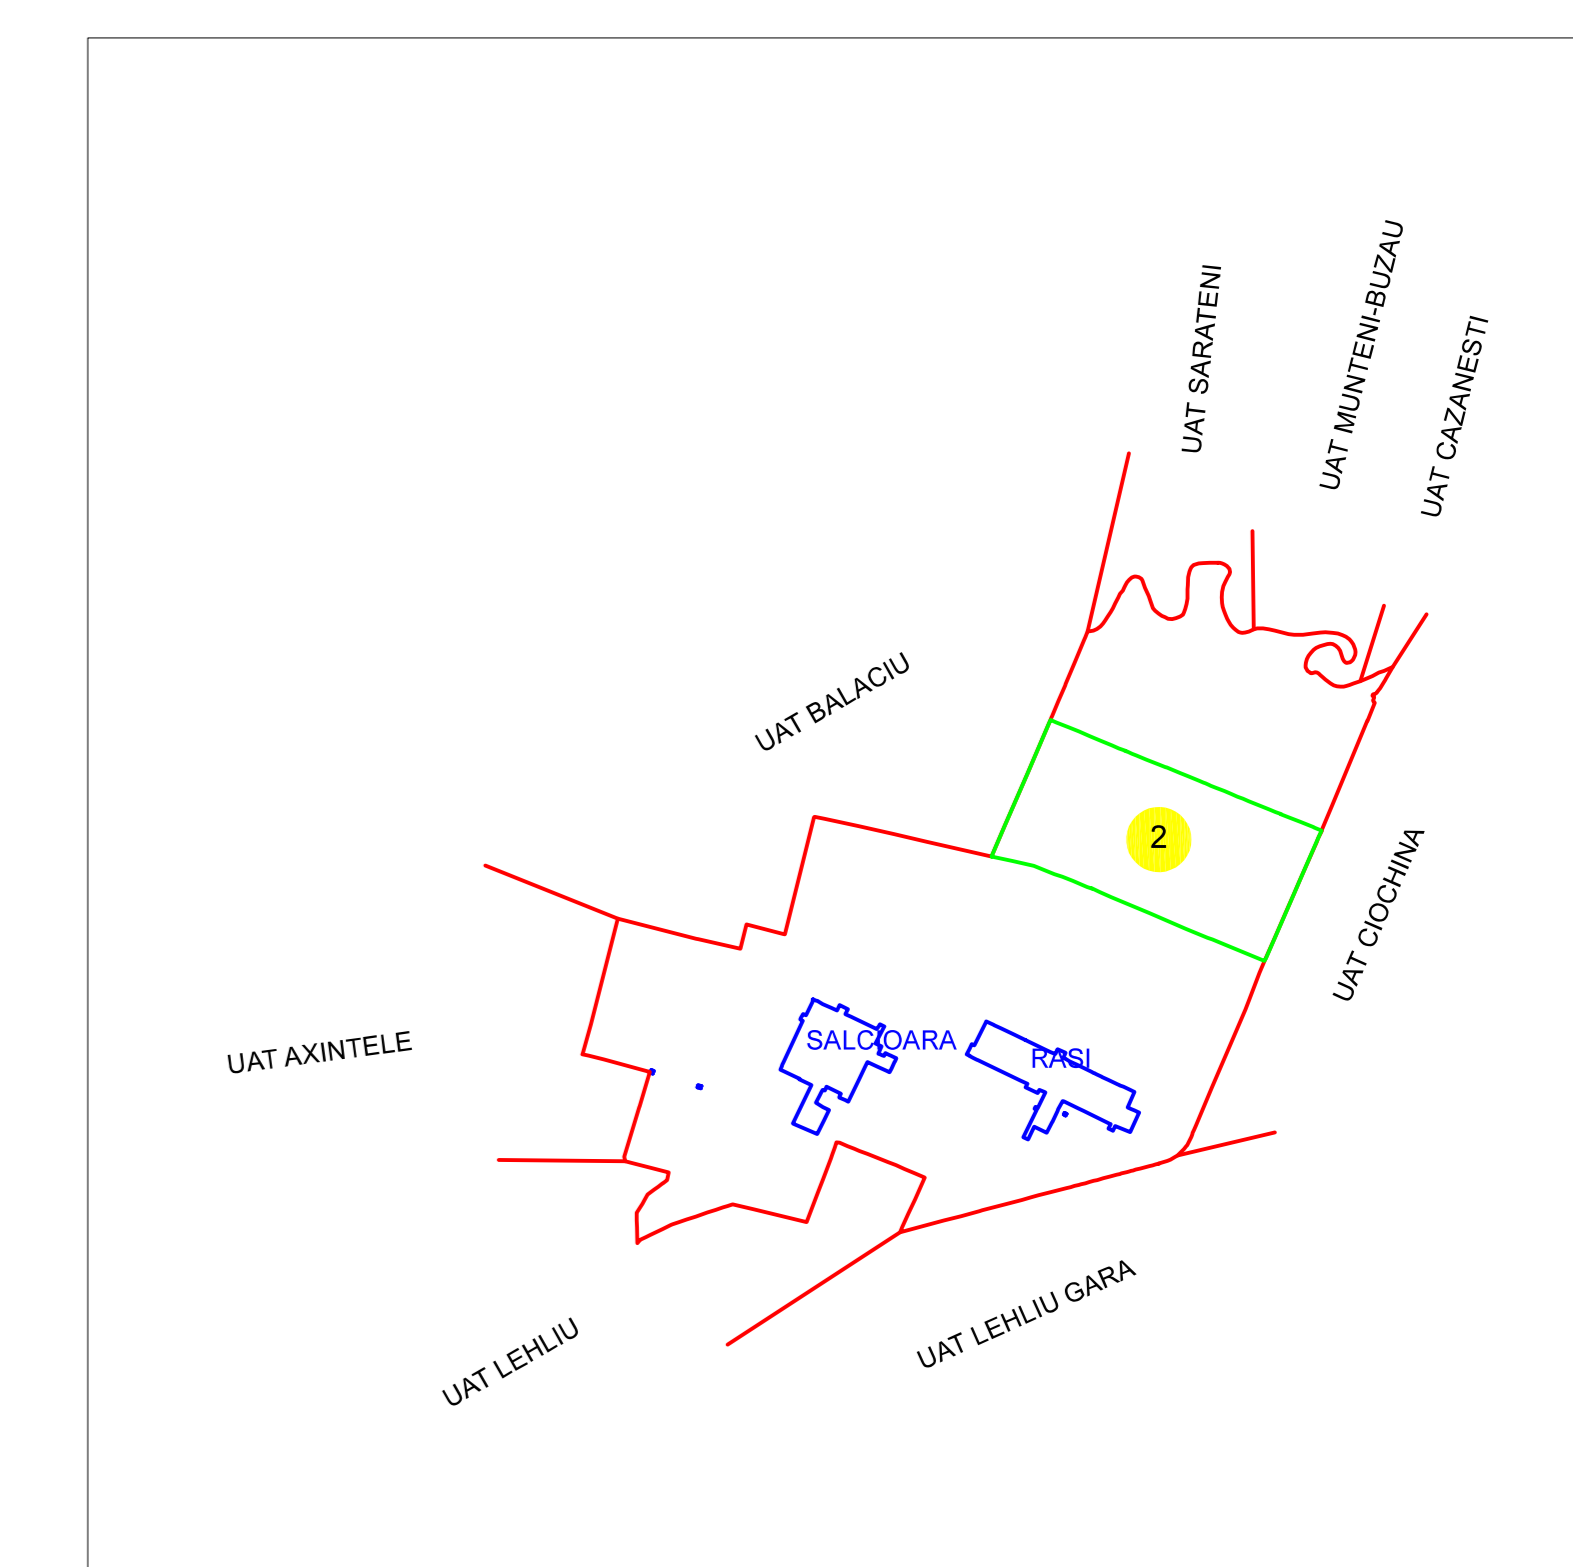 UAT SARATENI
UAT MUNTENI-BUZAU
UAT CAZANESTI
UAT BALACIU
2
UAT CIOCHINA
UAT AXINTELE
SALCIOARA
RASI
UAT LEHLIU GARA
UAT LEHLIU